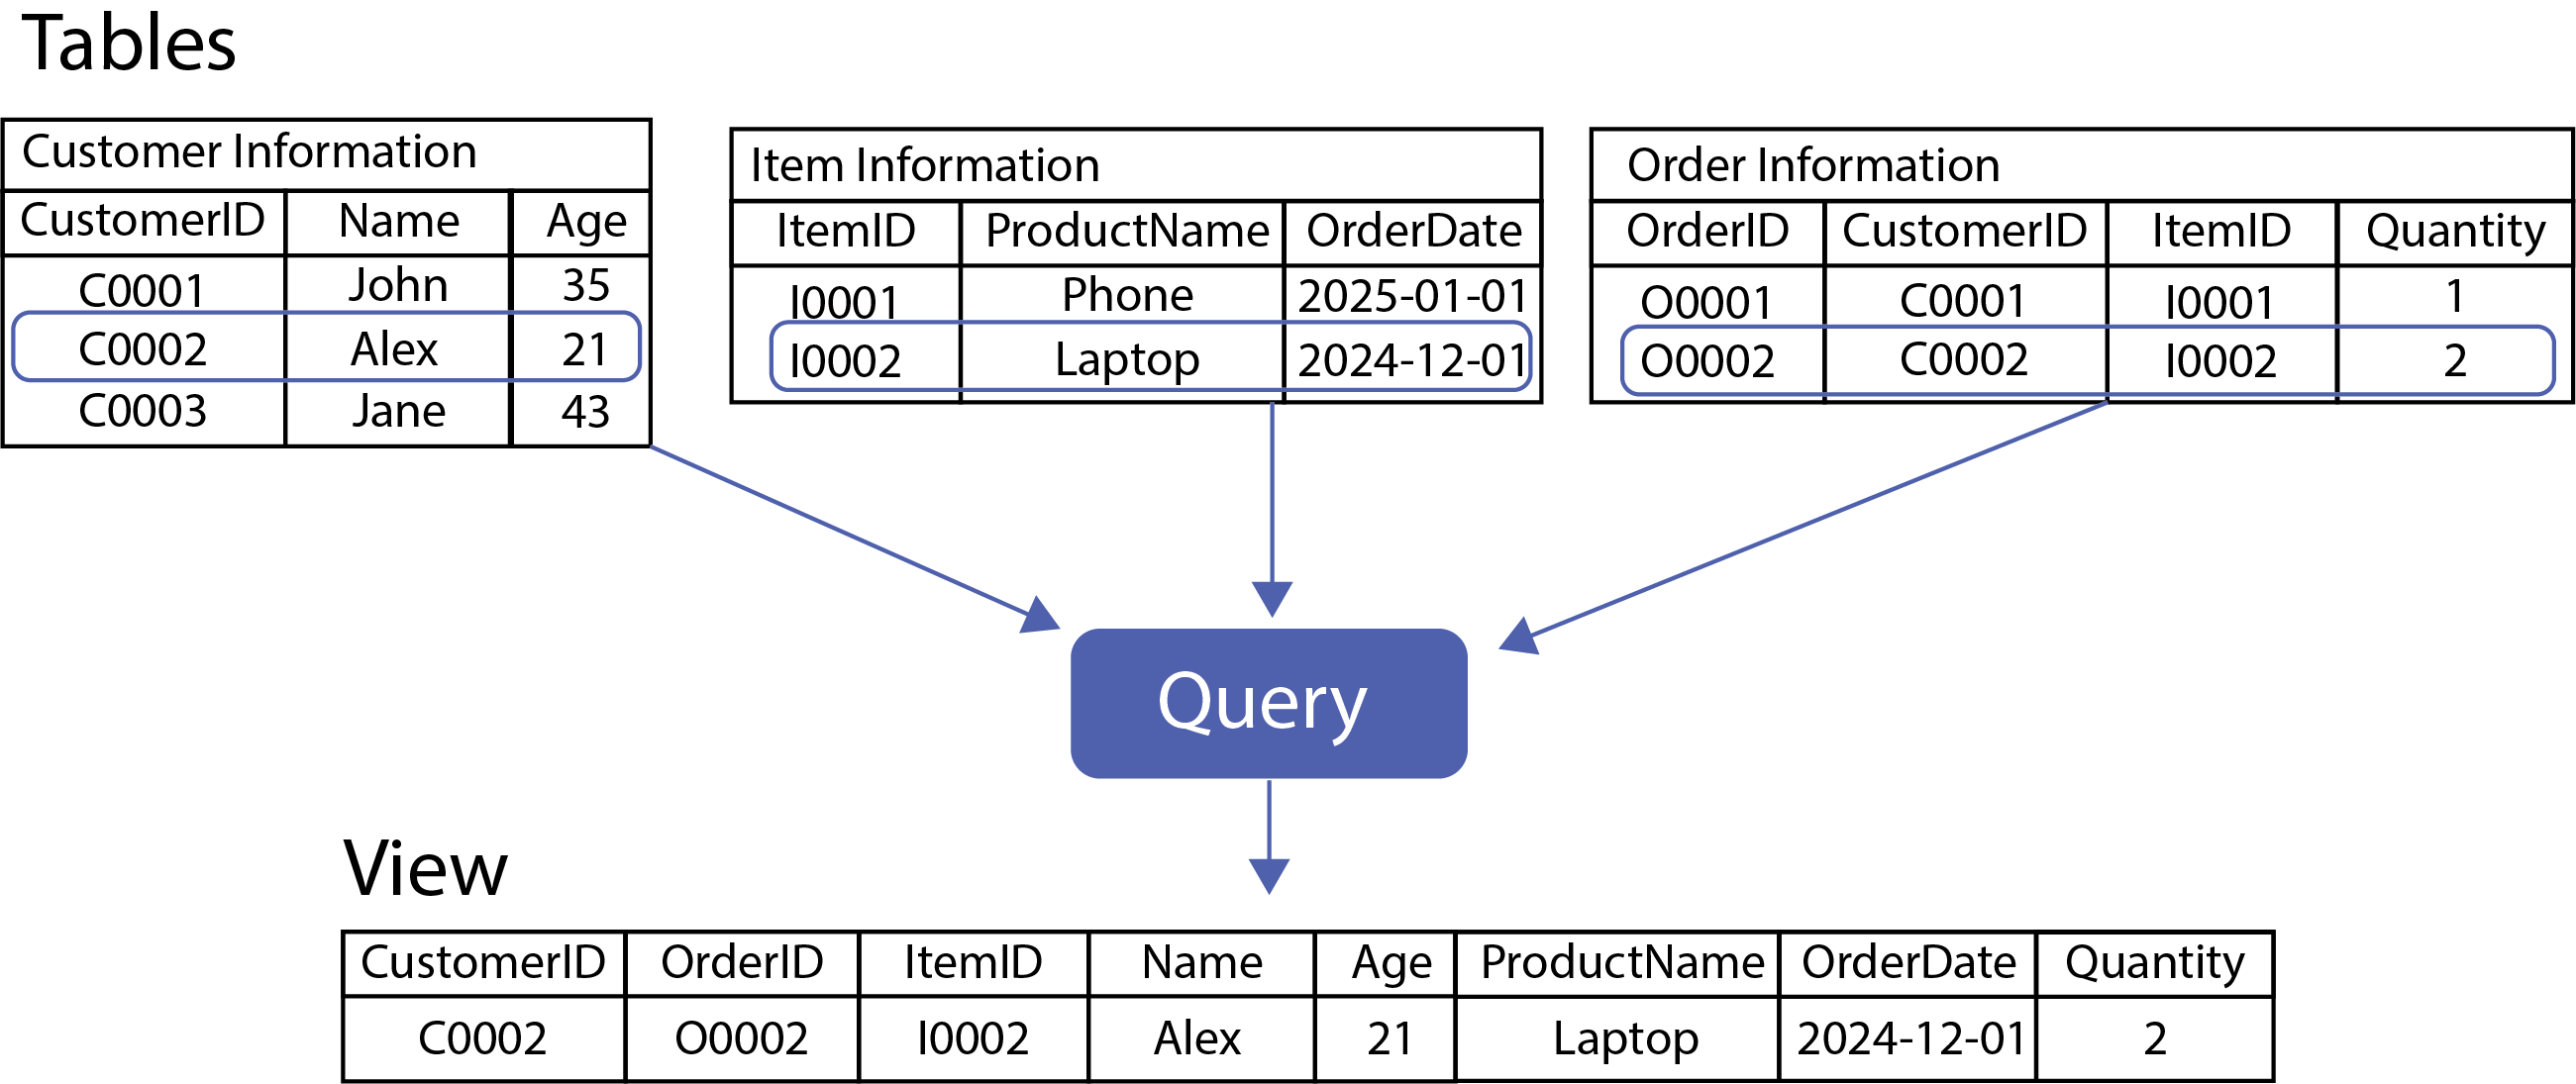 Tables
Customer Information
CustomerID Name Age
C0001 John 35
C0002 Alex 21
C0003 Jane 43
Item Information
ItemID ProductName OrderDate
I0001 Phone 2025-01-01
I0002 Laptop 2024-12-01
Order Information
OrderID CustomerID ItemID Quantity
O0001 C0001 I0001 1
O0002 C0002 I0002 2
Query
View
CustomerID OrderID ItemID Name Age ProductName OrderDate Quantity
C0002 O0002 I0002 Alex 21 Laptop 2024-12-01 2